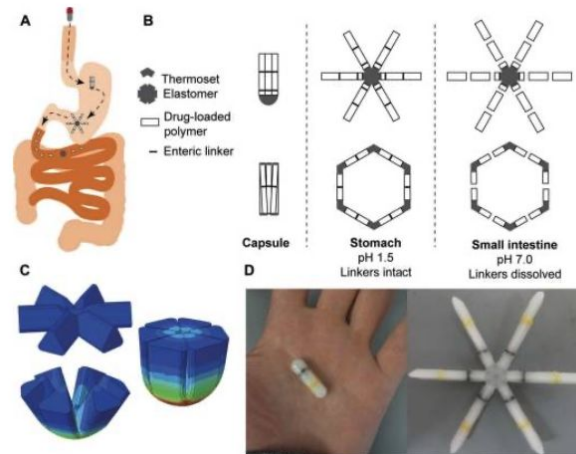 A
B
Thermoset
Elastomer
Drug-loaded
polymer
Enteric linker
Capsule
Stomach
pH 1.5
Linkers intact
Small intestine
pH 7.0
Linkers dissolved
C
D